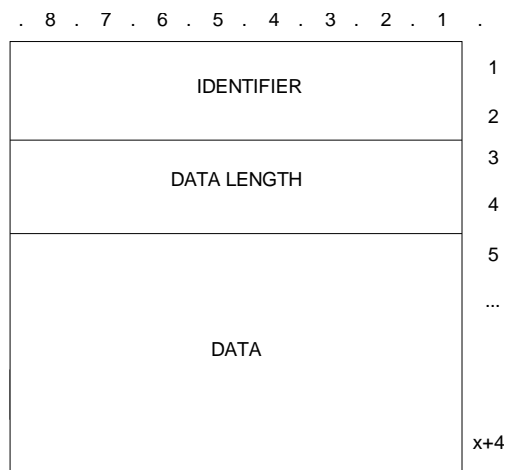 . 8 . 7 . 6 . 5 . 4 . 3 . 2 . 1 .
1
IDENTIFIER
2
3
DATA LENGTH
4
5
...
DATA
x+4